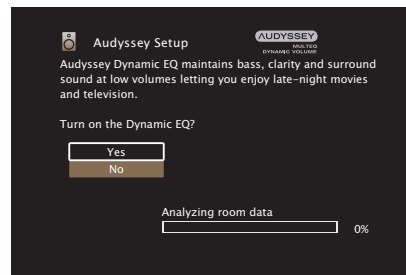 Audyssey Setup
AUDYSSEY
MULTEQ
DYNAMIC VOLUME
Audyssey Dynamic EQ maintains bass, clarity and surround
sound at low volumes letting you enjoy late-night movies
and television.
Turn on the Dynamic EQ?
Yes
No
Analyzing room data
0%